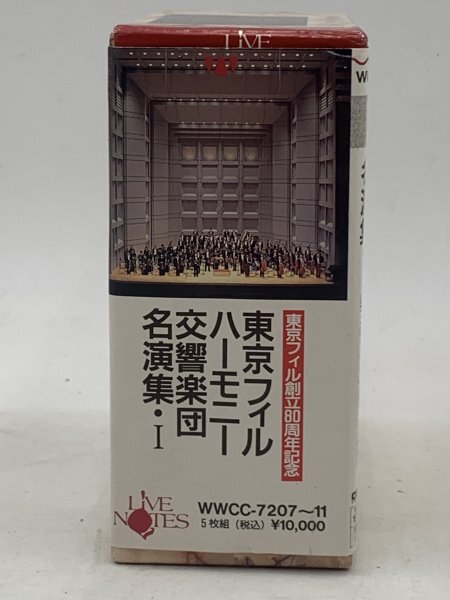 LIVE
東京フィル創立80周年記念
東京フィル
ハーモニー
交響楽団
名演集・I
LIVE
NOTES
WWCC-7207～11
5枚組（税込）¥10,000